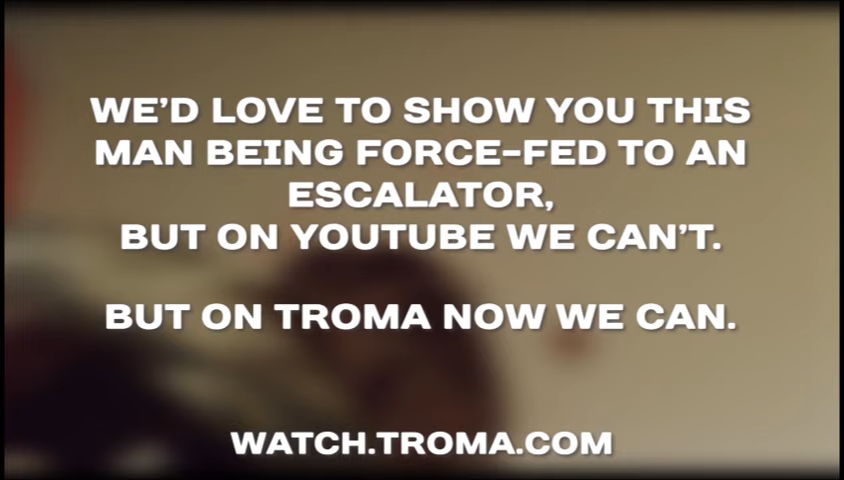 WE'D LOVE TO SHOW YOU THIS
MAN BEING FORCE-FED TO AN
ESCALATOR,
BUT ON YOUTUBE WE CAN'T.
BUT ON TROMA NOW WE CAN.
WATCH.TROMA.COM